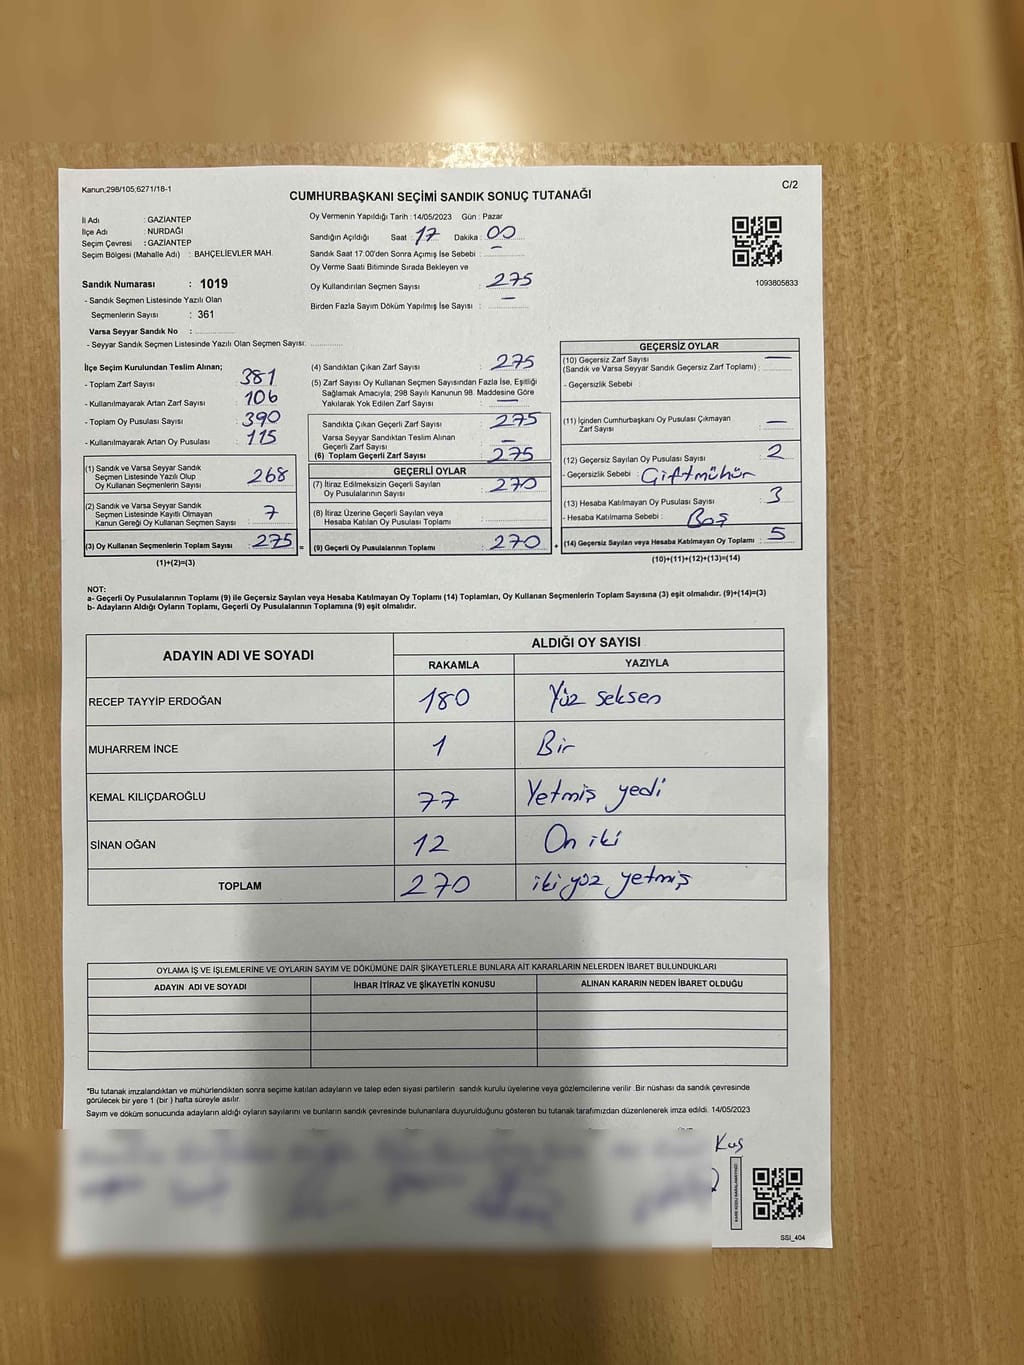 Kanun;298/105;6271/18-1
C/2
CUMHURBAŞKANI SEÇİMİ SANDIK SONUÇ TUTANAĞI
İl Adı : GAZİANTEP
İlçe Adı : NURDAĞI
Seçim Çevresi : GAZİANTEP
Seçim Bölgesi (Mahalle Adı) : BAHÇELİEVLER MAH.
Sandık Numarası : 1019
- Sandık Seçmen Listesinde Yazılı Olan
Seçmenlerin Sayısı : 361
Varsa Seyyar Sandık No :
- Seyyar Sandık Seçmen Listesinde Yazılı Olan Seçmen Sayısı:
Oy Vermenin Yapıldığı Tarih : 14/05/2023 Gün : Pazar
Sandığın Açıldığı Saat : 17 Dakika : 00
Sandık Saat 17:00'den Sonra Açımış İse Sebebi : —
Oy Verme Saati Bitiminde Sırada Bekleyen ve
Oy Kullandırılan Seçmen Sayısı : 275
Birden Fazla Sayım Döküm Yapılmış İse Sayısı : —
1093805833
İlçe Seçim Kurulundan Teslim Alınan;
- Toplam Zarf Sayısı : 381
- Kullanılmayarak Artan Zarf Sayısı : 106
- Toplam Oy Pusulası Sayısı : 390
- Kullanılmayarak Artan Oy Pusulası : 115
(1) Sandık ve Varsa Seyyar Sandık
Seçmen Listesinde Yazılı Olup
Oy Kullanan Seçmenlerin Sayısı : 268
(2) Sandık ve Varsa Seyyar Sandık
Seçmen Listesinde Kayıtlı Olmayan
Kanun Gereği Oy Kullanan Seçmen Sayısı : 7
(3) Oy Kullanan Seçmenlerin Toplam Sayısı : 275 =
(1)+(2)=(3)
(4) Sandıktan Çıkan Zarf Sayısı : 275
(5) Zarf Sayısı Oy Kullanan Seçmen Sayısından Fazla İse, Eşitliği
Sağlamak Amacıyla, 298 Sayılı Kanunun 98. Maddesine Göre
Yakılarak Yok Edilen Zarf Sayısı : —
Sandıkta Çıkan Geçerli Zarf Sayısı : 275
Varsa Seyyar Sandıktan Teslim Alınan
Geçerli Zarf Sayısı : —
(6) Toplam Geçerli Zarf Sayısı : 275
GEÇERLİ OYLAR
(7) İtiraz Edilmeksizin Geçerli Sayılan
Oy Pusulalarının Sayısı : 270
(8) İtiraz Üzerine Geçerli Sayılan veya
Hesaba Katılan Oy Pusulası Toplamı :
(9) Geçerli Oy Pusulalarının Toplamı : 270 +
GEÇERSİZ OYLAR
(10) Geçersiz Zarf Sayısı —
(Sandık ve Varsa Seyyar Sandık Geçersiz Zarf Toplamı) :
- Geçersizlik Sebebi :
(11) İçinden Cumhurbaşkanı Oy Pusulası Çıkmayan
Zarf Sayısı : —
(12) Geçersiz Sayılan Oy Pusulası Sayısı : 2
- Geçersizlik Sebebi : Çiftmühür
(13) Hesaba Katılmayan Oy Pusulası Sayısı : 3
- Hesaba Katılmama Sebebi : Boş
(14) Geçersiz Sayılan veya Hesaba Katılmayan Oy Toplamı : 5
(10)+(11)+(12)+(13)=(14)
NOT:
a- Geçerli Oy Pusulalarının Toplamı (9) ile Geçersiz Sayılan veya Hesaba Katılmayan Oy Toplamı (14) Toplamları, Oy Kullanan Seçmenlerin Toplam Sayısına (3) eşit olmalıdır. (9)+(14)=(3)
b- Adayların Aldığı Oyların Toplamı, Geçerli Oy Pusulalarının Toplamına (9) eşit olmalıdır.
ADAYIN ADI VE SOYADI
ALDIĞI OY SAYISI
RAKAMLA YAZIYLA
RECEP TAYYİP ERDOĞAN 180 Yüz seksen
MUHARREM İNCE 1 Bir
KEMAL KILIÇDAROĞLU 77 Yetmiş yedi
SİNAN OĞAN 12 On iki
TOPLAM 270 iki yüz yetmiş
OYLAMA İŞ VE İŞLEMLERİNE VE OYLARIN SAYIM VE DÖKÜMÜNE DAİR ŞİKAYETLERLE BUNLARA AİT KARARLARIN NELERDEN İBARET BULUNDUKLARI
ADAYIN ADI VE SOYADI İHBAR İTİRAZ VE ŞİKAYETİN KONUSU ALINAN KARARIN NEDEN İBARET OLDUĞU
*Bu tutanak imzalandıktan ve mühürlendikten sonra seçime katılan adayların ve talep eden siyasi partilerin sandık kurulu üyelerine veya gözlemcilerine verilir .Bir nüshası da sandık çevresinde
görülecek bir yere 1 (bir ) hafta süreyle asılır.
Sayım ve döküm sonucunda adayların aldığı oyların sayılarını ve bunların sandık çevresinde bulunanlara duyurulduğunu gösteren bu tutanak tarafımızdan düzenlenerek imza edildi. 14/05/2023
Kuş
KARE KODU KARALAMAYINIZ!
SSI_404